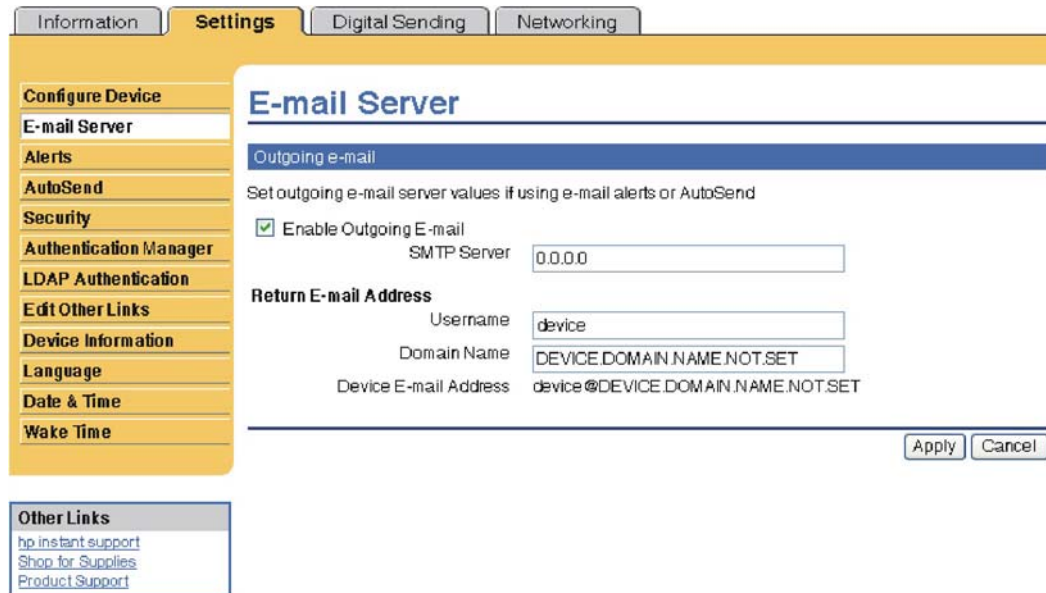 Information Settings Digital Sending Networking
Configure Device
E-mail Server
Alerts
AutoSend
Security
Authentication Manager
LDAP Authentication
Edit Other Links
Device Information
Language
Date & Time
Wake Time
Other Links
hp instant support
Shop for Supplies
Product Support
E-mail Server
Outgoing e-mail
Set outgoing e-mail server values if using e-mail alerts or AutoSend
Enable Outgoing E-mail
SMTP Server 0.0.0.0
Return E-mail Address
Username device
Domain Name DEVICE.DOMAIN.NAME.NOT.SET
Device E-mail Address device@DEVICE.DOMAIN.NAME.NOT.SET
Apply Cancel